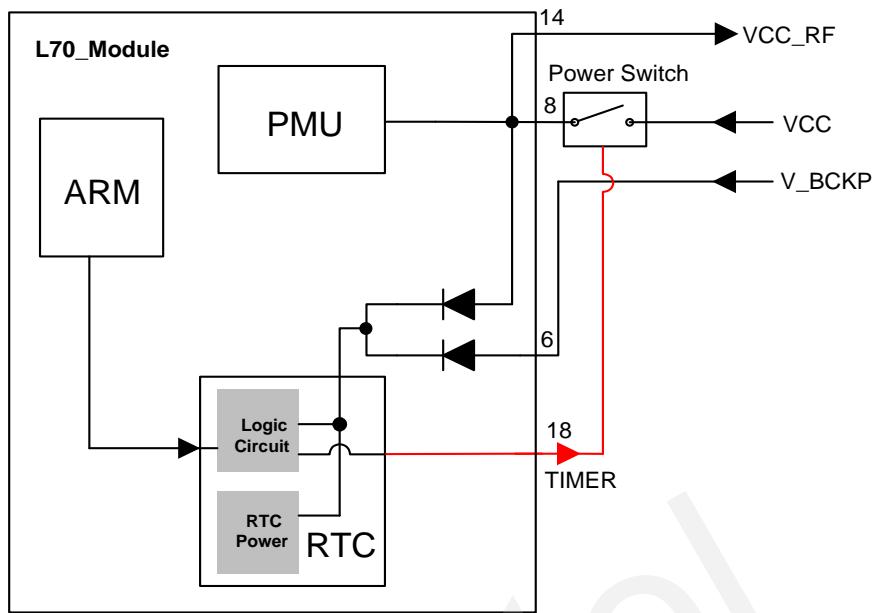 14
VCC_RF
L70_Module
Power Switch
PMU
8
VCC
ARM
V_BCKP
6
Logic
Circuit
18
TIMER
RTC
Power
RTC